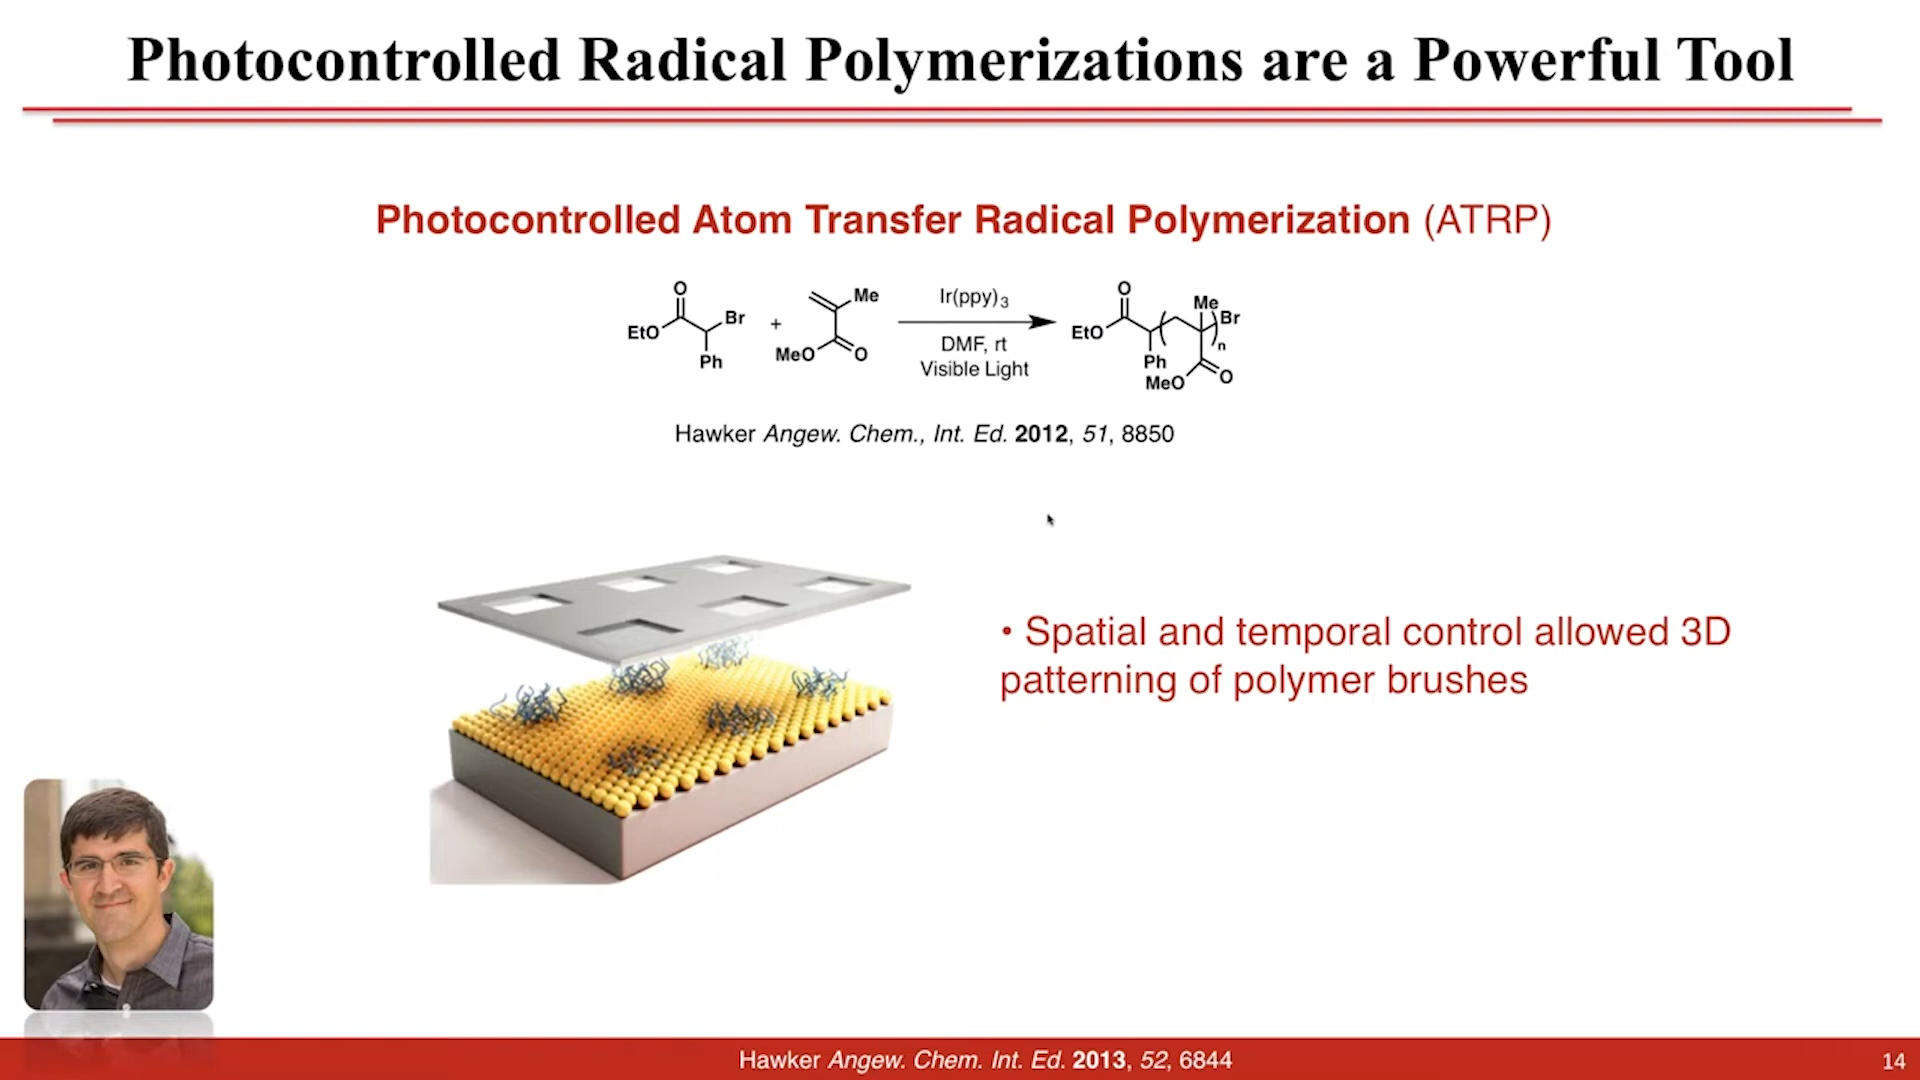 Photocontrolled Radical Polymerizations are a Powerful Tool
Photocontrolled Atom Transfer Radical Polymerization (ATRP)
O
EtO
Br
Ph
+
Me
MeO
O
Ir(ppy)3
DMF, rt
Visible Light
O
EtO
Ph
Me
Br
n
MeO
O
Hawker Angew. Chem., Int. Ed. 2012, 51, 8850
• Spatial and temporal control allowed 3D
patterning of polymer brushes
Hawker Angew. Chem. Int. Ed. 2013, 52, 6844
14